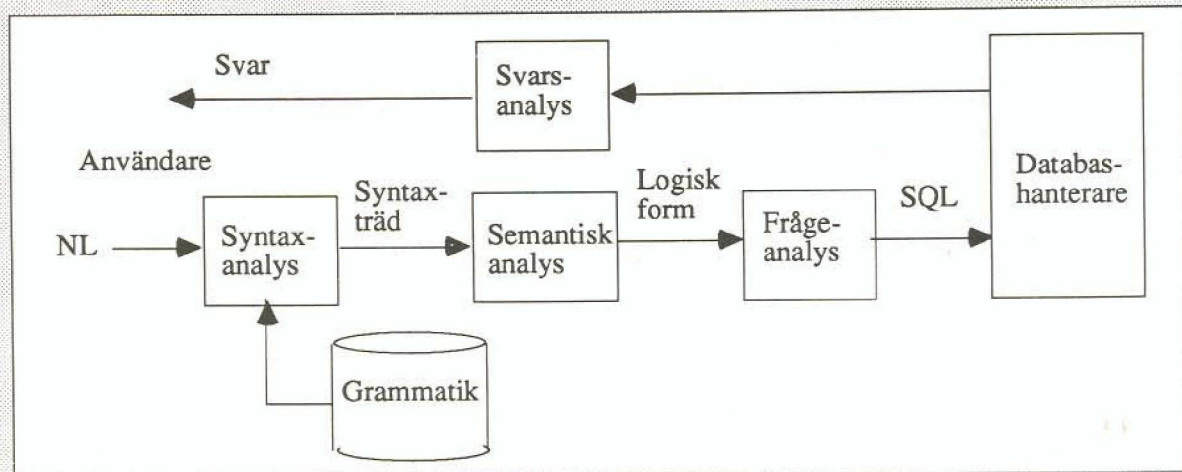 Svar
Svars-
analys
Databas-
hanterare
Användare
NL
Syntax-
analys
Syntax-
träd
Semantisk
analys
Logisk
form
Fråge-
analys
SQL
Grammatik